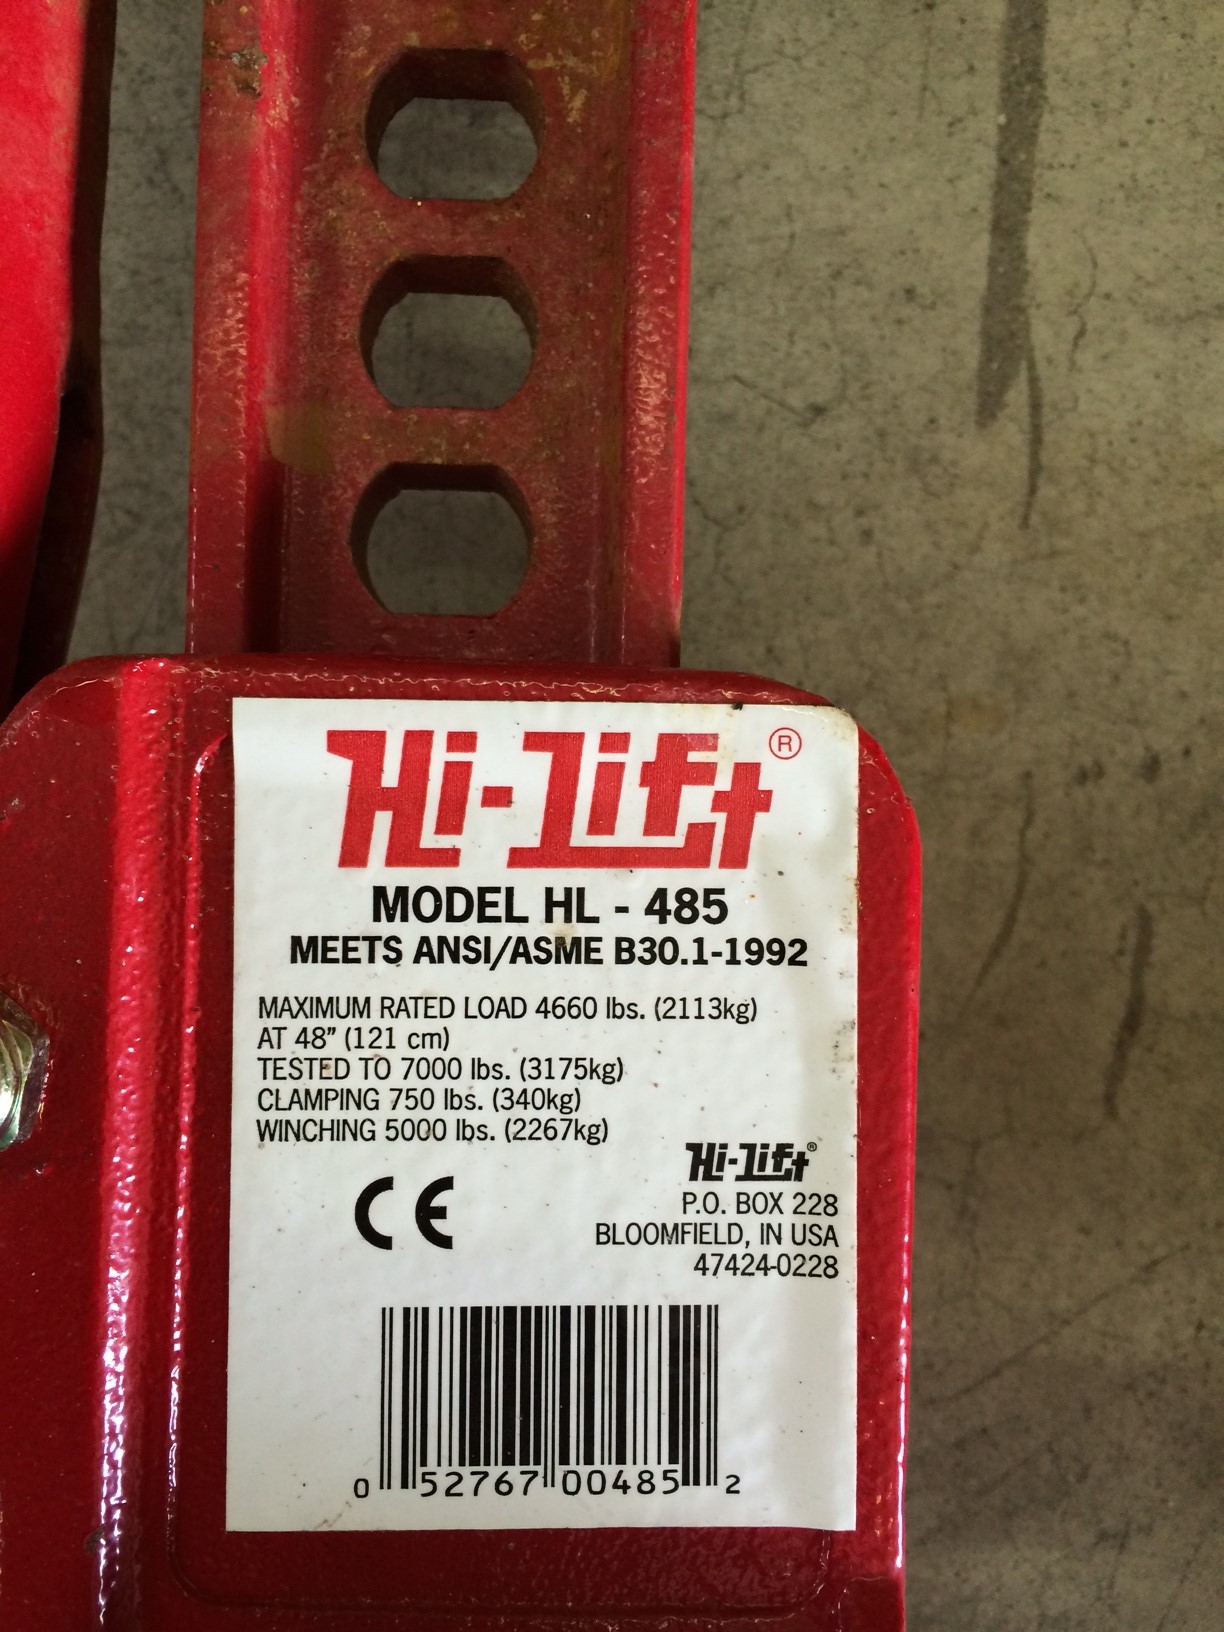 Hi-Lift®
MODEL HL - 485
MEETS ANSI/ASME B30.1-1992
MAXIMUM RATED LOAD 4660 lbs. (2113kg)
AT 48” (121 cm)
TESTED TO 7000 lbs. (3175kg)
CLAMPING 750 lbs. (340kg)
WINCHING 5000 lbs. (2267kg)
Hi-Lift®
P.O. BOX 228
BLOOMFIELD, IN USA
47424-0228
CE
0 52767 00485 2